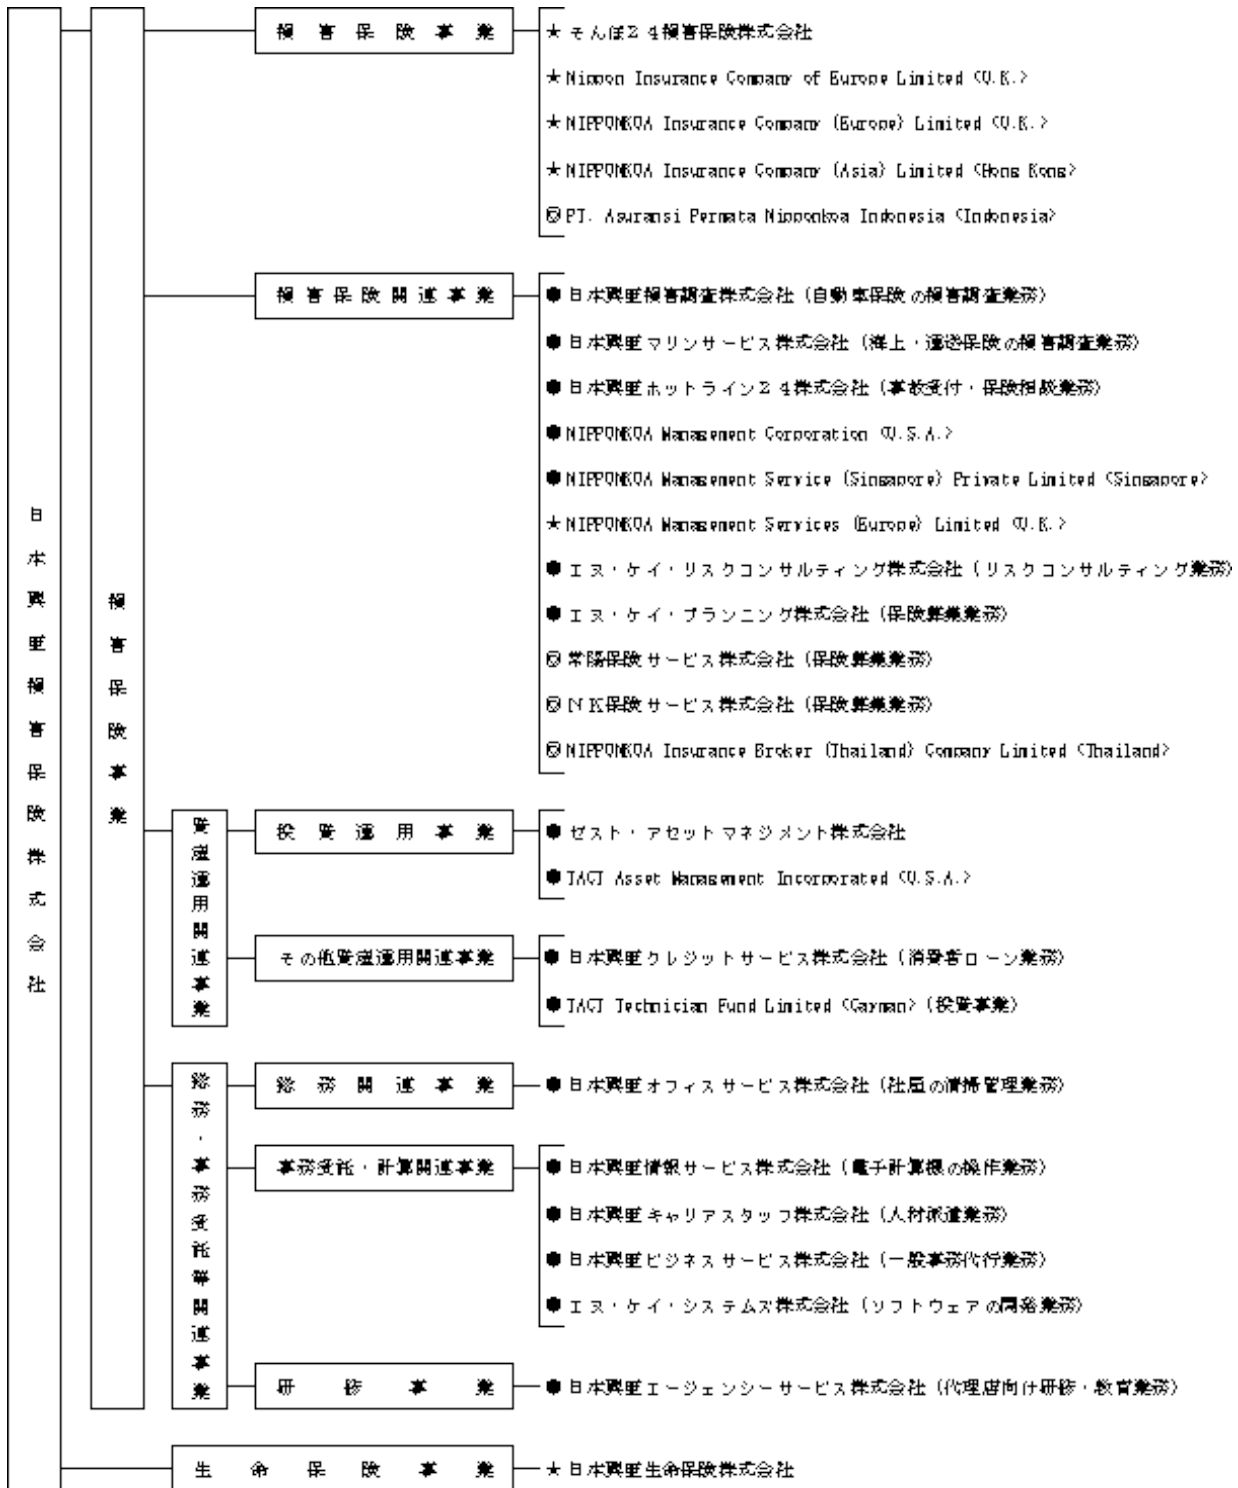 日本興亜損害保険株式会社
損害保険事業
損害保険事業
★そんぽ24損害保険株式会社
★Nippon Insurance Company of Europe Limited <U.K.>
★NIPPONKOA Insurance Company (Europe) Limited <U.K.>
★NIPPONKOA Insurance Company (Asia) Limited <Hong Kong>
◎PT. Asuransi Permata Nipponkoa Indonesia <Indonesia>
損害保険関連事業
●日本興亜損害調査株式会社（自動車保険の損害調査業務）
●日本興亜マリンサービス株式会社（海上・運送保険の損害調査業務）
●日本興亜ホットライン24株式会社（事故受付・保険相談業務）
●NIPPONKOA Management Corporation <U.S.A.>
●NIPPONKOA Management Service (Singapore) Private Limited <Singapore>
★NIPPONKOA Management Services (Europe) Limited <U.K.>
●エヌ・ケイ・リスクコンサルティング株式会社（リスクコンサルティング業務）
●エヌ・ケイ・プランニング株式会社（保険募集業務）
◎常陽保険サービス株式会社（保険募集業務）
◎NK保険サービス株式会社（保険募集業務）
◎NIPPONKOA Insurance Broker (Thailand) Company Limited <Thailand>
資産運用関連事業
投資運用事業
●ゼスト・アセットマネジメント株式会社
●TACT Asset Management Incorporated <U.S.A.>
その他資産運用関連事業
●日本興亜クレジットサービス株式会社（消費者ローン業務）
●TACT Technician Fund Limited <Cayman>（投資事業）
総務・事務受託等関連事業
総務関連事業
●日本興亜オフィスサービス株式会社（社屋の清掃管理業務）
事務受託・計算関連事業
●日本興亜情報サービス株式会社（電子計算機の操作業務）
●日本興亜キャリアスタッフ株式会社（人材派遣業務）
●日本興亜ビジネスサービス株式会社（一般事務代行業務）
●エヌ・ケイ・システムズ株式会社（ソフトウェアの開発業務）
研修事業
●日本興亜エージェンシーサービス株式会社（代理店向け研修・教育業務）
生命保険事業
★日本興亜生命保険株式会社